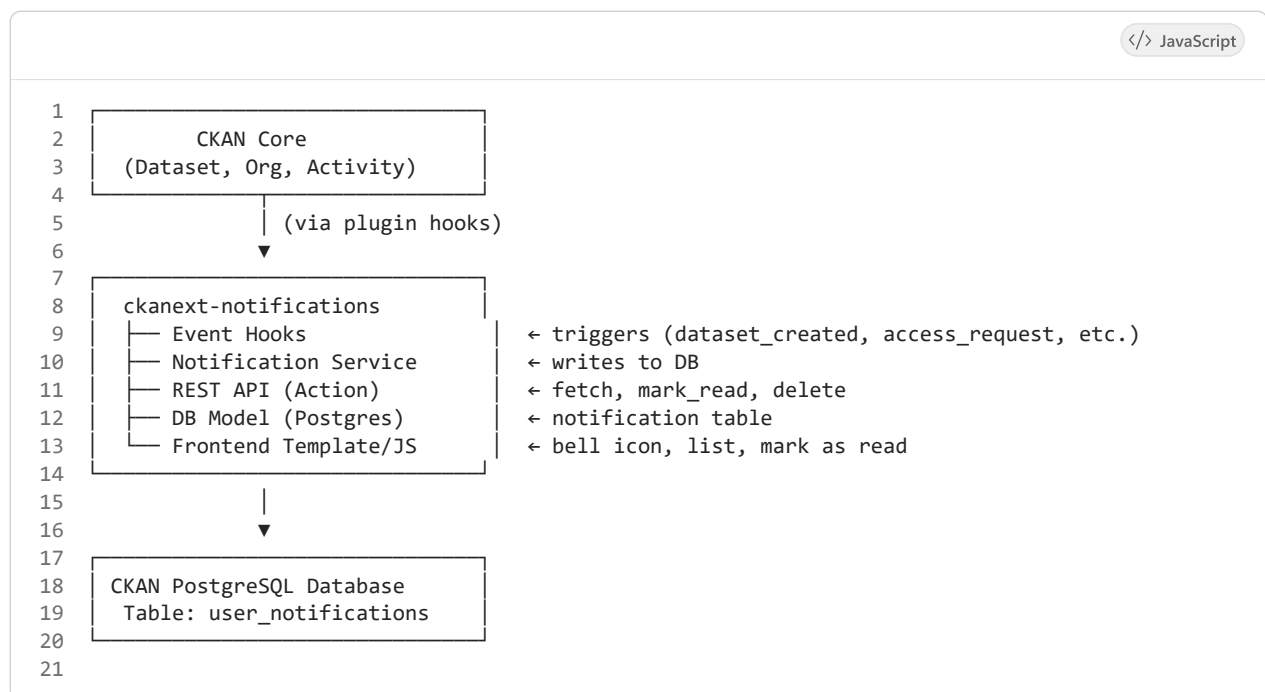 </> JavaScript
1
2 CKAN Core
3 (Dataset, Org, Activity)
4
5 (via plugin hooks)
6 ▼
7
8 ckanext-notifications
9 ├── Event Hooks ← triggers (dataset_created, access_request, etc.)
10 ├── Notification Service ← writes to DB
11 ├── REST API (Action) ← fetch, mark_read, delete
12 ├── DB Model (Postgres) ← notification table
13 └── Frontend Template/JS ← bell icon, list, mark as read
14
15
16 ▼
17
18 CKAN PostgreSQL Database
19 Table: user_notifications
20
21